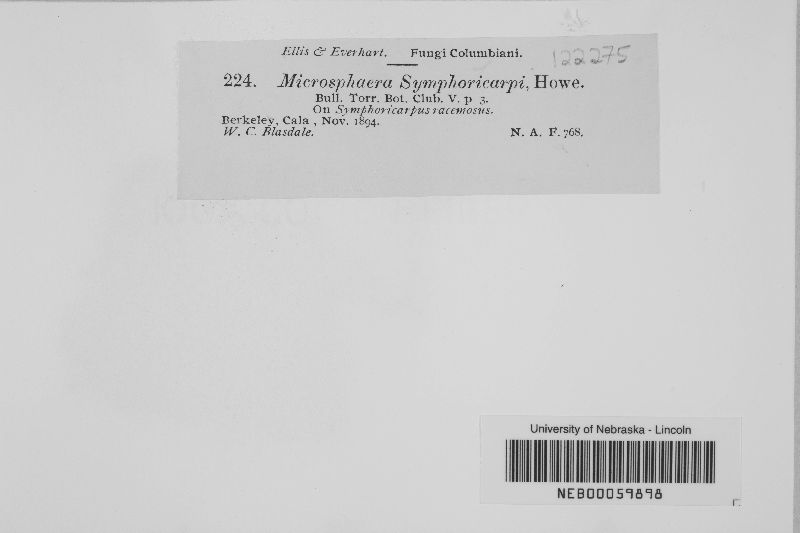 Ellis & Everhart. Fungi Columbiani.
122275
224. Microsphaera Symphoricarpi, Howe.
Bull. Torr. Bot. Club. V. p 3.
On Symphoricarpus racemosus.
Berkeley, Cala , Nov. 1894.
W. C. Blasdale. N. A. F. 768.
University of Nebraska - Lincoln
NEB00059898